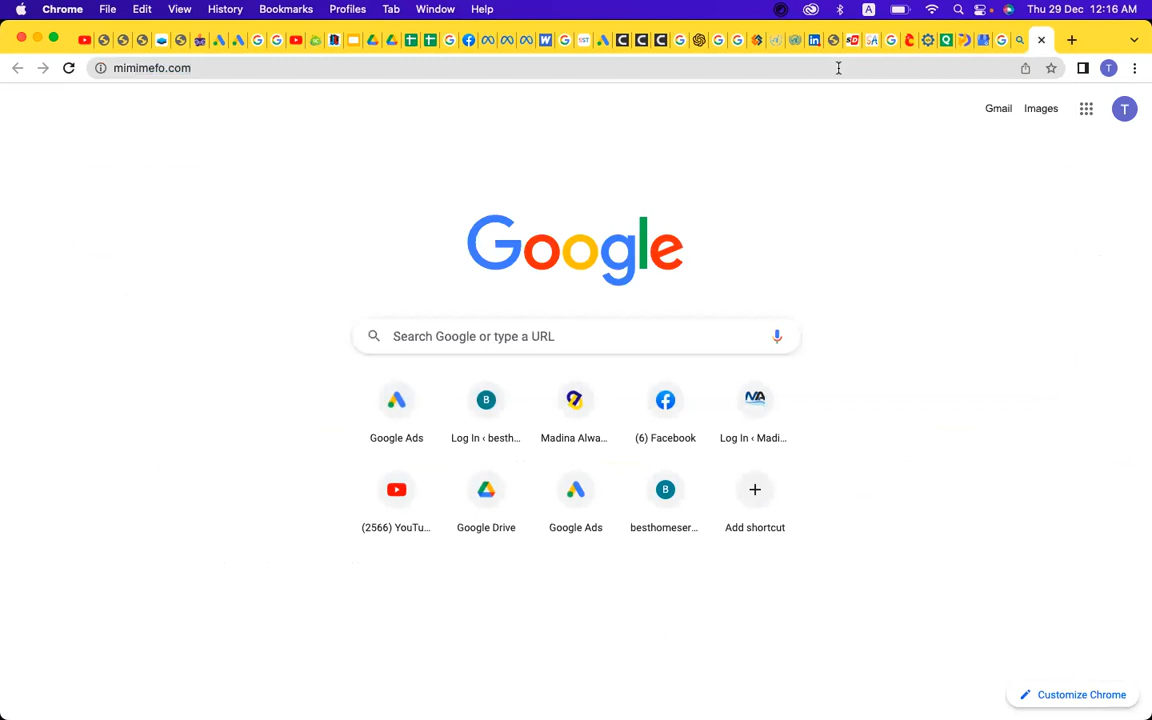 Chrome File Edit View History Bookmarks Profiles Tab Window Help A Thu 29 Dec 12:16 AM
mimimefo.com T
Gmail Images T
Google
Search Google or type a URL
Google Ads Log In ‹ besth... Madina Alwa... (6) Facebook Log In ‹ Madi...
(2566) YouTu... Google Drive Google Ads besthomeser... Add shortcut
Customize Chrome